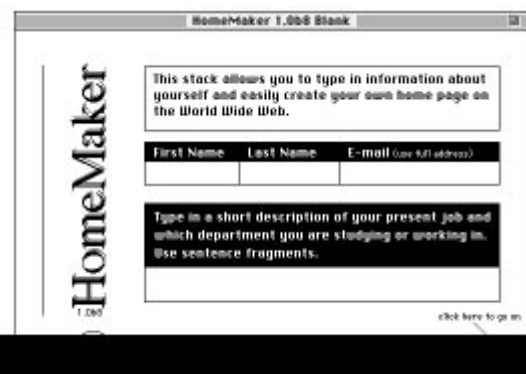 HomeMaker 1.0b8 Blank
HomeMaker
1.0b8
This stack allows you to type in information about
yourself and easily create your own home page on
the World Wide Web.
First Name Last Name E-mail (use full address)
Type in a short description of your present job and
which department you are studying or working in.
Use sentence fragments.
click here to go on